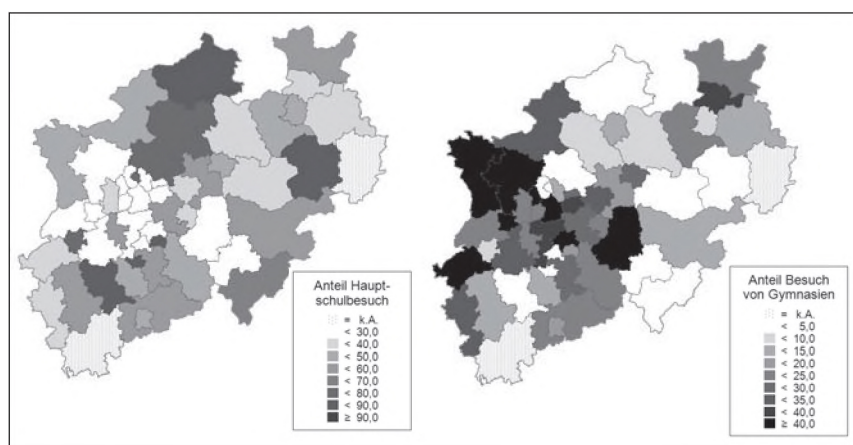 Anteil Haupt-
schulbesuch
= k.A.
< 30,0
< 40,0
< 50,0
< 60,0
< 70,0
< 80,0
< 90,0
≥ 90,0
Anteil Besuch
von Gymnasien
= k.A.
< 5,0
< 10,0
< 15,0
< 20,0
< 25,0
< 30,0
< 35,0
< 40,0
≥ 40,0